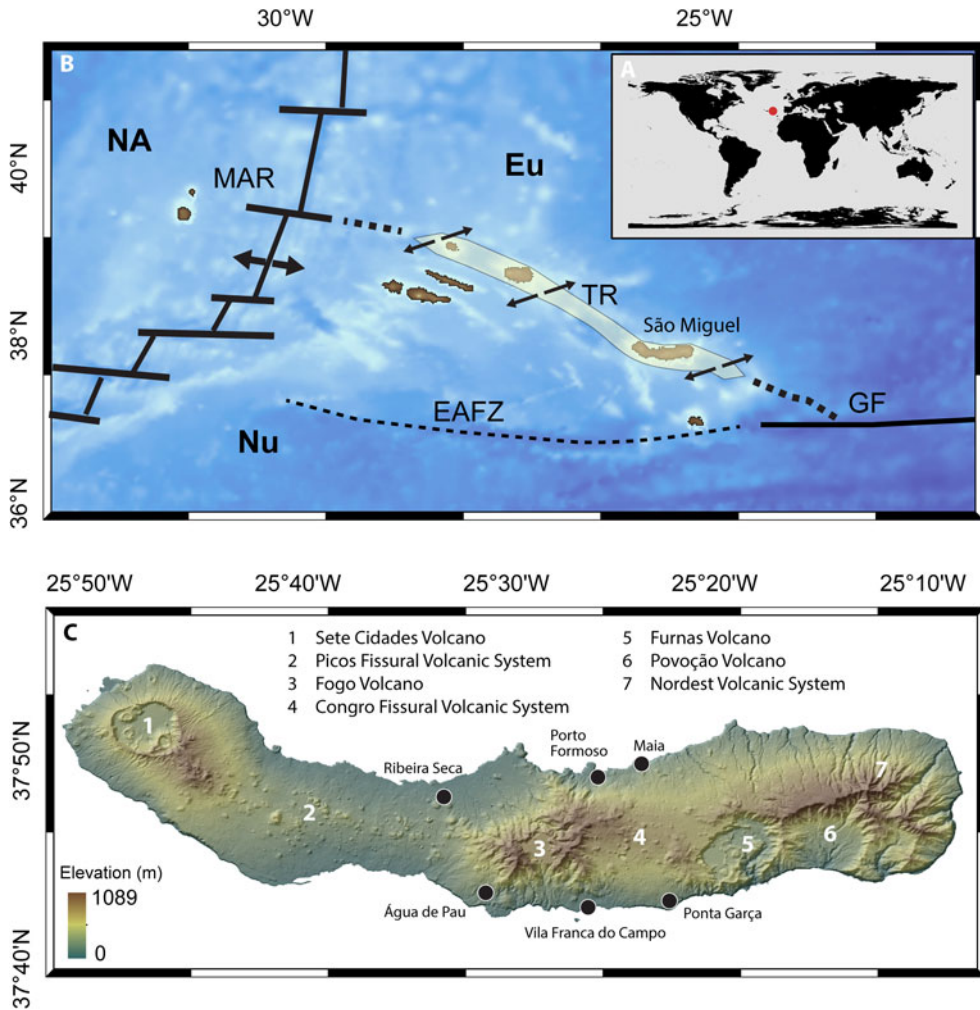 30°W 25°W
B
A
NA
Eu
MAR
TR
São Miguel
GF
EAFZ
Nu
40°N
38°N
36°N
25°50'W 25°40'W 25°30'W 25°20'W 25°10'W
C
1 Sete Cidades Volcano
2 Picos Fissural Volcanic System
3 Fogo Volcano
4 Congro Fissural Volcanic System
5 Furnas Volcano
6 Povoção Volcano
7 Nordest Volcanic System
Porto
Formoso
Maia
Ribeira Seca
1
2
3
4
5
6
7
Elevation (m)
1089
0
Água de Pau
Vila Franca do Campo
Ponta Garça
37°50'N
37°40'N